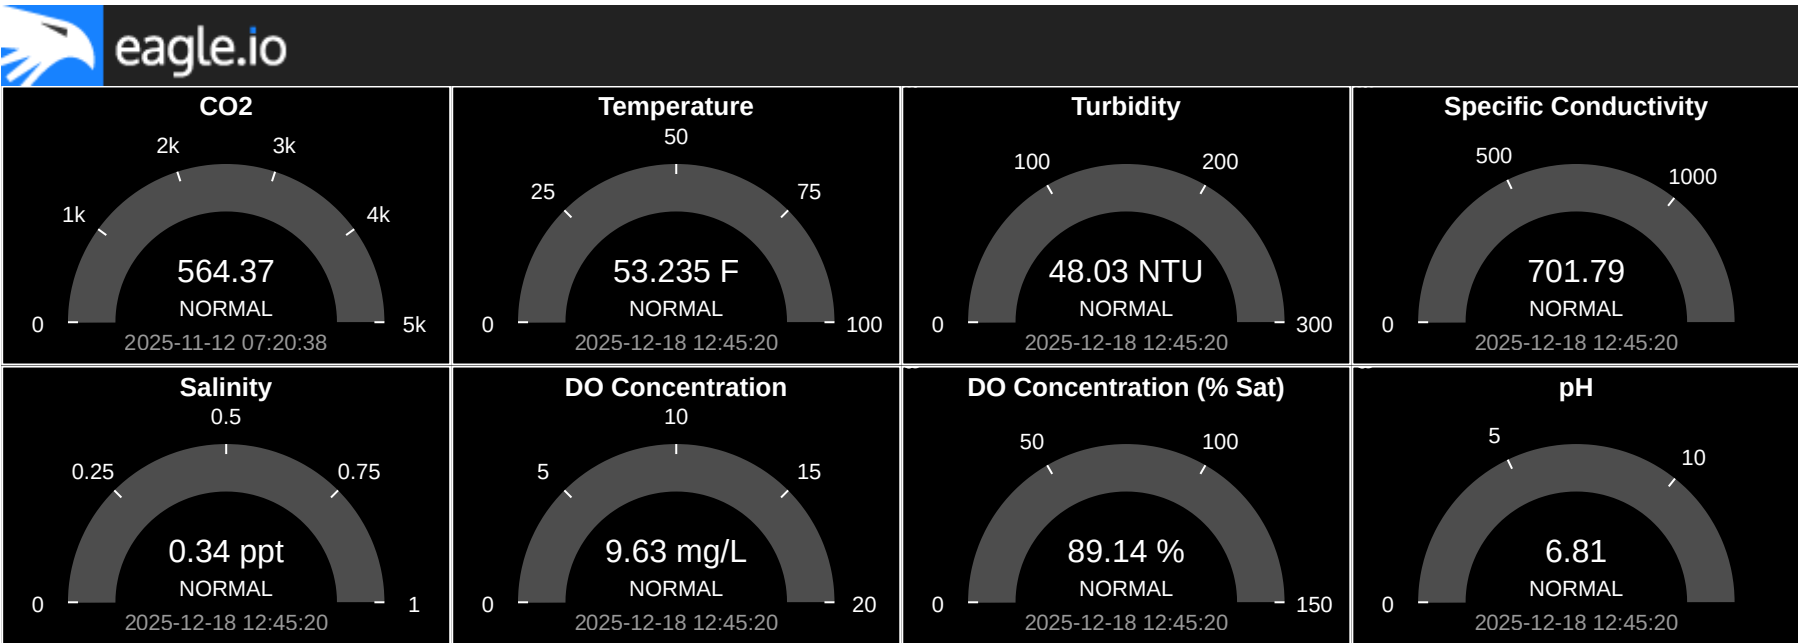 eagle.io
CO2
2k
3k
1k
4k
564.37
NORMAL
0
5k
2025-11-12 07:20:38
Temperature
50
25
75
53.235 F
NORMAL
0
100
2025-12-18 12:45:20
Turbidity
100
200
48.03 NTU
NORMAL
0
300
2025-12-18 12:45:20
Specific Conductivity
500
1000
701.79
NORMAL
0
2025-12-18 12:45:20
Salinity
0.5
0.25
0.75
0.34 ppt
NORMAL
0
1
2025-12-18 12:45:20
DO Concentration
10
5
15
9.63 mg/L
NORMAL
0
20
2025-12-18 12:45:20
DO Concentration (% Sat)
50
100
89.14 %
NORMAL
0
150
2025-12-18 12:45:20
pH
5
10
6.81
NORMAL
0
2025-12-18 12:45:20